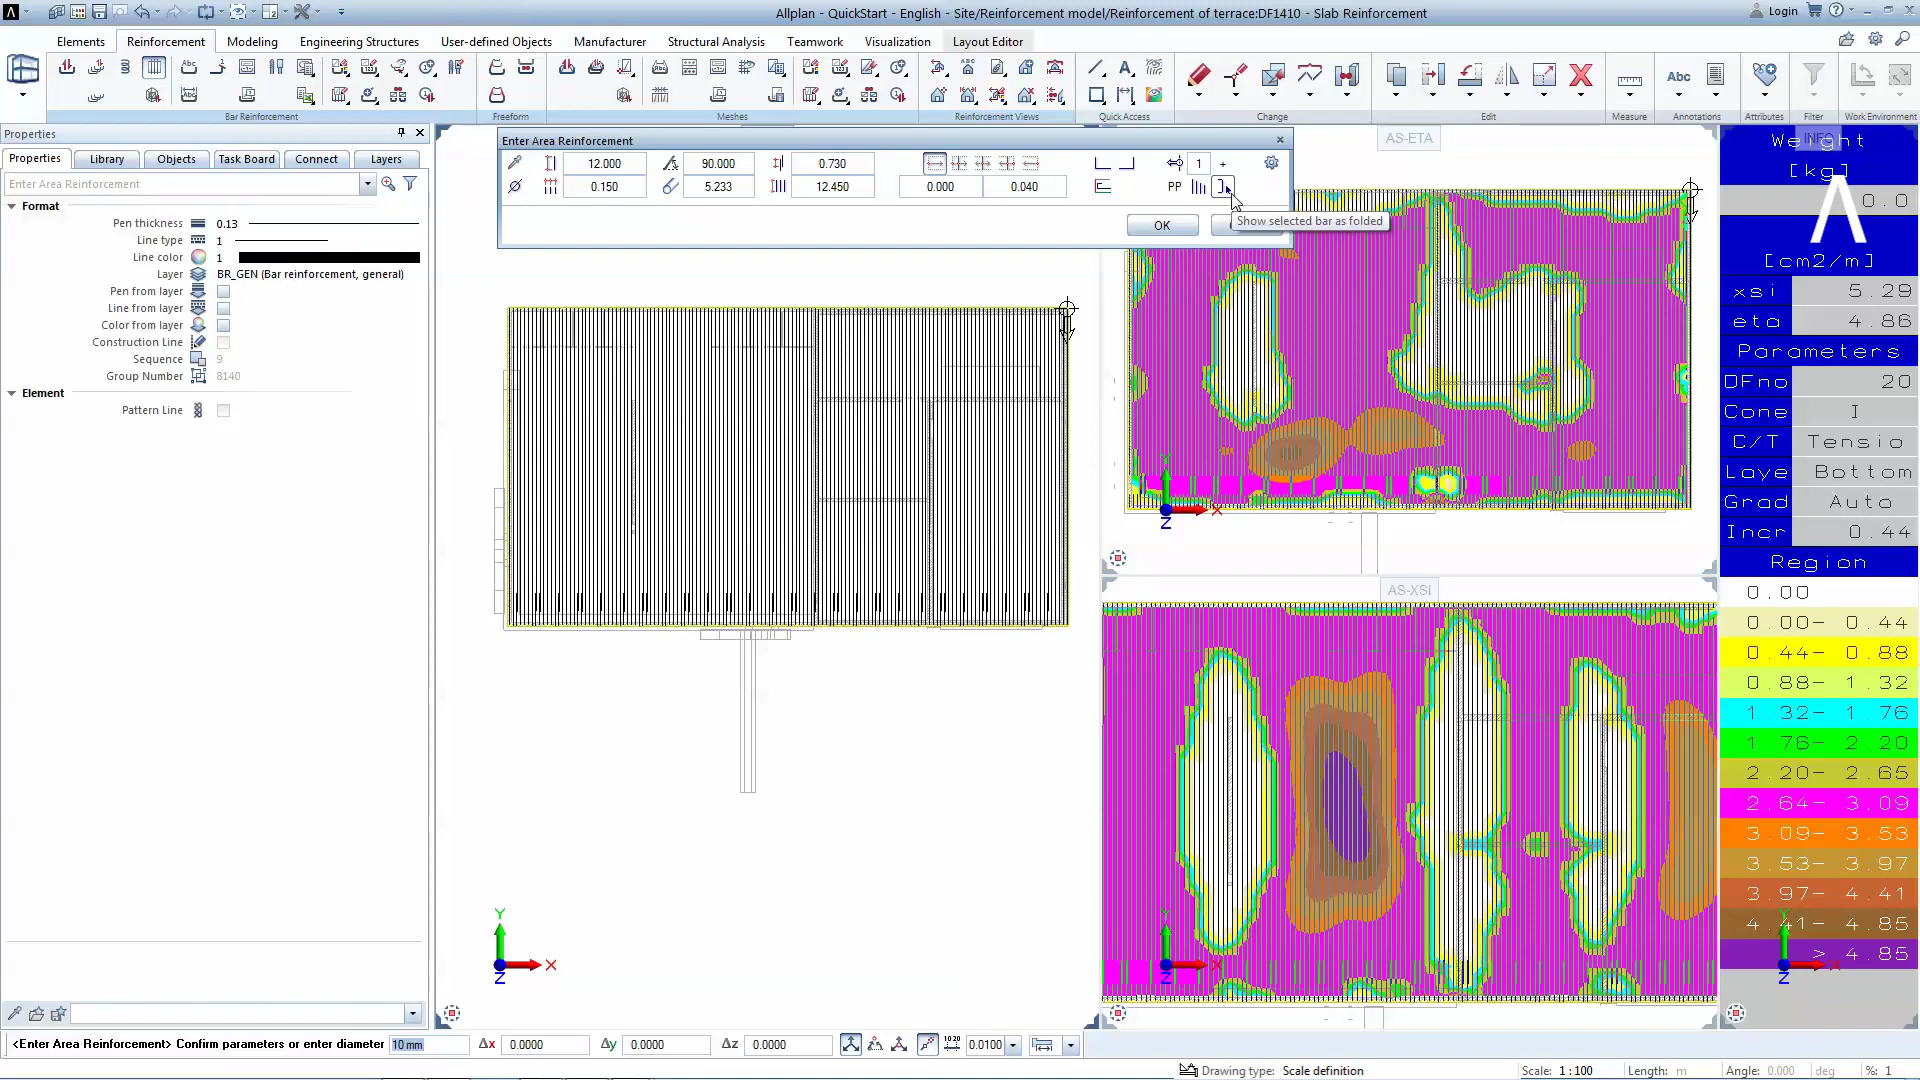 Allplan - QuickStart - English - Site/Reinforcement model/Reinforcement of terrace:DF1410 - Slab Reinforcement
Login
Elements Reinforcement Modeling Engineering Structures User-defined Objects Manufacturer Structural Analysis Teamwork Visualization Layout Editor
Abc
Bar Reinforcement Freeform Meshes Reinforcement Views Quick Access Change Edit Measure Annotations Attributes Filter Work Environment
Properties
Properties Library Objects Task Board Connect Layers
Enter Area Reinforcement
Format
Pen thickness 0.13
Line type 1
Line color 1
Layer BR_GEN (Bar reinforcement, general)
Pen from layer
Line from layer
Color from layer
Construction Line
Sequence 9
Group Number 8140
Element
Pattern Line
Enter Area Reinforcement
12.000 90.000 0.730 1 +
0.150 5.233 12.450 0.000 0.040 PP
OK
Show selected bar as folded
AS-ETA
AS-XSI
X
Y
Z
INFO
Weight
[kg]
0.0
[cm2/m]
xsi 5.29
eta 4.86
Parameters
DFno 20
Cone I
C/T Tensio
Laye Bottom
Grad Auto
Incr 0.44
Region
0.00
0.00- 0.44
0.44- 0.88
0.88- 1.32
1.32- 1.76
1 76- 2.20
2.20- 2.65
2.64- 3.09
3.09- 3.53
3.53- 3.97
3.97- 4.41
4.41- 4.85
> 4.85
<Enter Area Reinforcement> Confirm parameters or enter diameter 10 mm Δx 0.0000 Δy 0.0000 Δz 0.0000 1020 0.0100
Drawing type: Scale definition Scale: 1 : 100 Length: m Angle: 0.000 deg %: 1